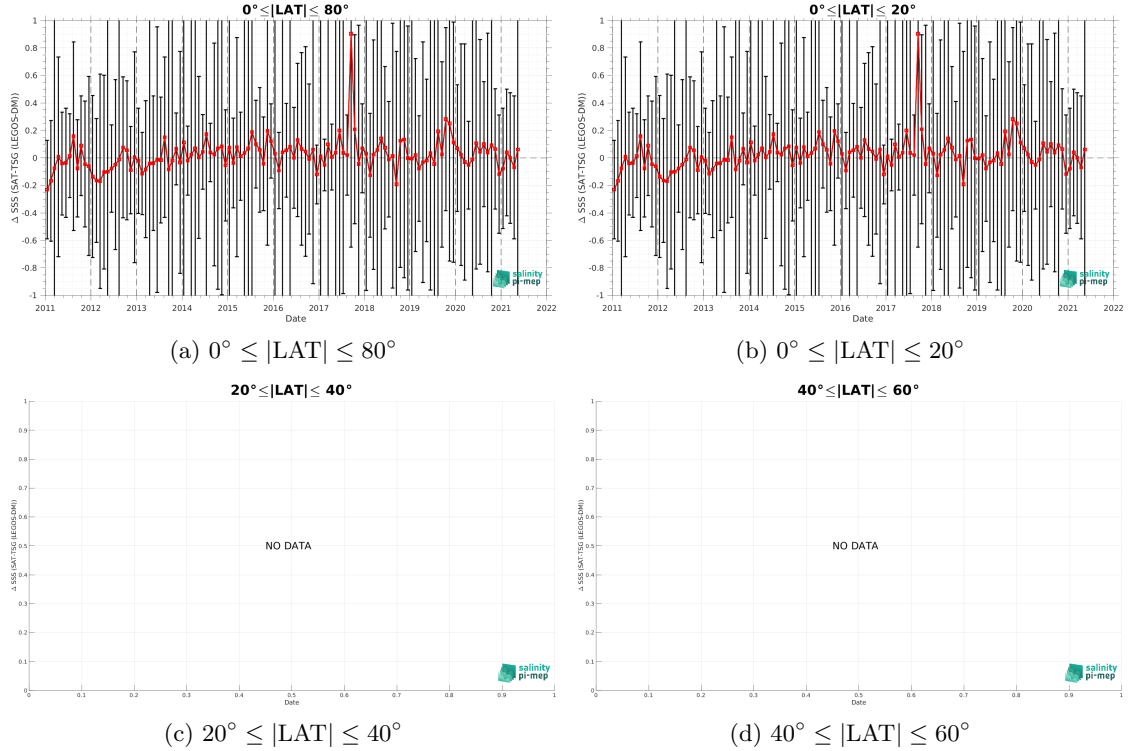 0°≤|LAT|≤ 80°
Δ SSS (SAT-TSG (LEGOS-DM))
1
0.8
0.6
0.4
0.2
0
-0.2
-0.4
-0.6
-0.8
-1
2011 2012 2013 2014 2015 2016 2017 2018 2019 2020 2021 2022
Date
salinity
pi-mep
(a) 0° ≤ |LAT| ≤ 80°
0°≤|LAT|≤ 20°
Δ SSS (SAT-TSG (LEGOS-DM))
1
0.8
0.6
0.4
0.2
0
-0.2
-0.4
-0.6
-0.8
-1
2011 2012 2013 2014 2015 2016 2017 2018 2019 2020 2021 2022
Date
salinity
pi-mep
(b) 0° ≤ |LAT| ≤ 20°
20°≤|LAT|≤ 40°
Δ SSS (SAT-TSG (LEGOS-DM))
1
0.9
0.8
0.7
0.6
0.5
0.4
0.3
0.2
0.1
0
NO DATA
0 0.1 0.2 0.3 0.4 0.5 0.6 0.7 0.8 0.9 1
Date
salinity
pi-mep
(c) 20° ≤ |LAT| ≤ 40°
40°≤|LAT|≤ 60°
Δ SSS (SAT-TSG (LEGOS-DM))
1
0.9
0.8
0.7
0.6
0.5
0.4
0.3
0.2
0.1
0
NO DATA
0 0.1 0.2 0.3 0.4 0.5 0.6 0.7 0.8 0.9 1
Date
salinity
pi-mep
(d) 40° ≤ |LAT| ≤ 60°